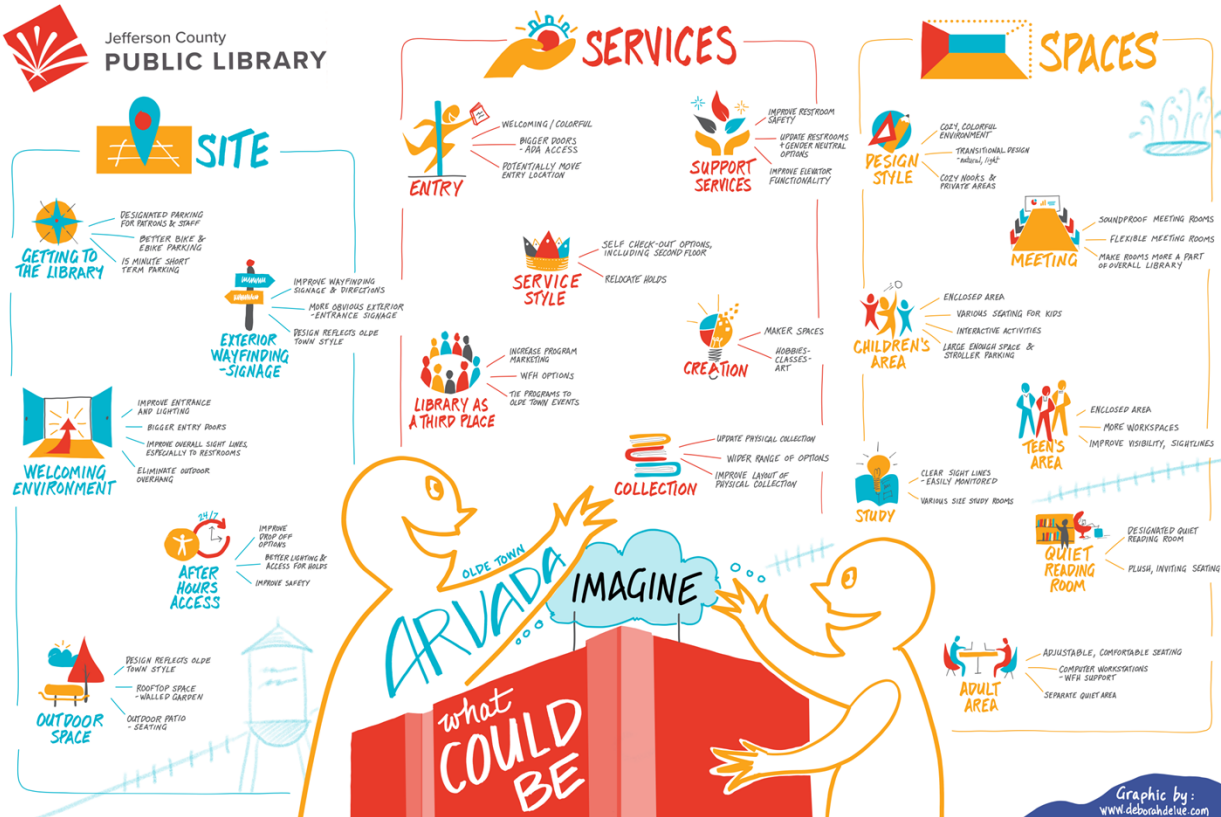 Jefferson County
PUBLIC LIBRARY
SITE
GETTING TO
THE LIBRARY
DESIGNATED PARKING
FOR PATRONS & STAFF
BETTER BIKE &
EBIKE PARKING
15 MINUTE SHORT
TERM PARKING
EXTERIOR
WAYFINDING
-SIGNAGE
IMPROVE WAYFINDING
SIGNAGE & DIRECTIONS
MORE OBVIOUS EXTERIOR
-ENTRANCE SIGNAGE
DESIGN REFLECTS OLDE
TOWN STYLE
WELCOMING
ENVIRONMENT
IMPROVE ENTRANCE
AND LIGHTING
BIGGER ENTRY DOORS
IMPROVE OVERALL SIGHT LINES,
ESPECIALLY TO RESTROOMS
ELIMINATE OUTDOOR
OVERHANG
24/7
AFTER
HOURS
ACCESS
IMPROVE
DROP OFF
OPTIONS
BETTER LIGHTING &
ACCESS FOR HOLDS
IMPROVE SAFETY
OUTDOOR
SPACE
DESIGN REFLECTS OLDE
TOWN STYLE
ROOFTOP SPACE
-WALLED GARDEN
OUTDOOR PATIO
- SEATING
SERVICES
ENTRY
WELCOMING / COLORFUL
BIGGER DOORS
- ADA ACCESS
POTENTIALLY MOVE
ENTRY LOCATION
SUPPORT
SERVICES
IMPROVE RESTROOM
SAFETY
UPDATE RESTROOMS
+ GENDER NEUTRAL
OPTIONS
IMPROVE ELEVATOR
FUNCTIONALITY
SERVICE
STYLE
SELF CHECK-OUT OPTIONS,
INCLUDING SECOND FLOOR
RELOCATE HOLDS
CREATION
MAKER SPACES
HOBBIES-
CLASSES-
ART
LIBRARY AS
A THIRD PLACE
INCREASE PROGRAM
MARKETING
WFH OPTIONS
TIE PROGRAMS TO
OLDE TOWN EVENTS
COLLECTION
UPDATE PHYSICAL COLLECTION
WIDER RANGE OF OPTIONS
IMPROVE LAYOUT OF
PHYSICAL COLLECTION
SPACES
DESIGN
STYLE
COZY, COLORFUL
ENVIRONMENT
TRANSITIONAL DESIGN
-natural, light
COZY NOOKS &
PRIVATE AREAS
MEETING
SOUNDPROOF MEETING ROOMS
FLEXIBLE MEETING ROOMS
MAKE ROOMS MORE A PART
OF OVERALL LIBRARY
CHILDREN'S
AREA
ENCLOSED AREA
VARIOUS SEATING FOR KIDS
INTERACTIVE ACTIVITIES
LARGE ENOUGH SPACE &
STROLLER PARKING
TEEN'S
AREA
ENCLOSED AREA
MORE WORKSPACES
IMPROVE VISIBILITY, SIGHTLINES
STUDY
CLEAR SIGHT LINES
- EASILY MONITORED
VARIOUS SIZE STUDY ROOMS
QUIET
READING
ROOM
DESIGNATED QUIET
READING ROOM
PLUSH, INVITING SEATING
ADULT
AREA
ADJUSTABLE, COMFORTABLE SEATING
COMPUTER WORKSTATIONS
- WFH SUPPORT
SEPARATE QUIET AREA
OLDE TOWN
ARVADA
IMAGINE
what
COULD
BE
Graphic by:
www.deborahdelue.com